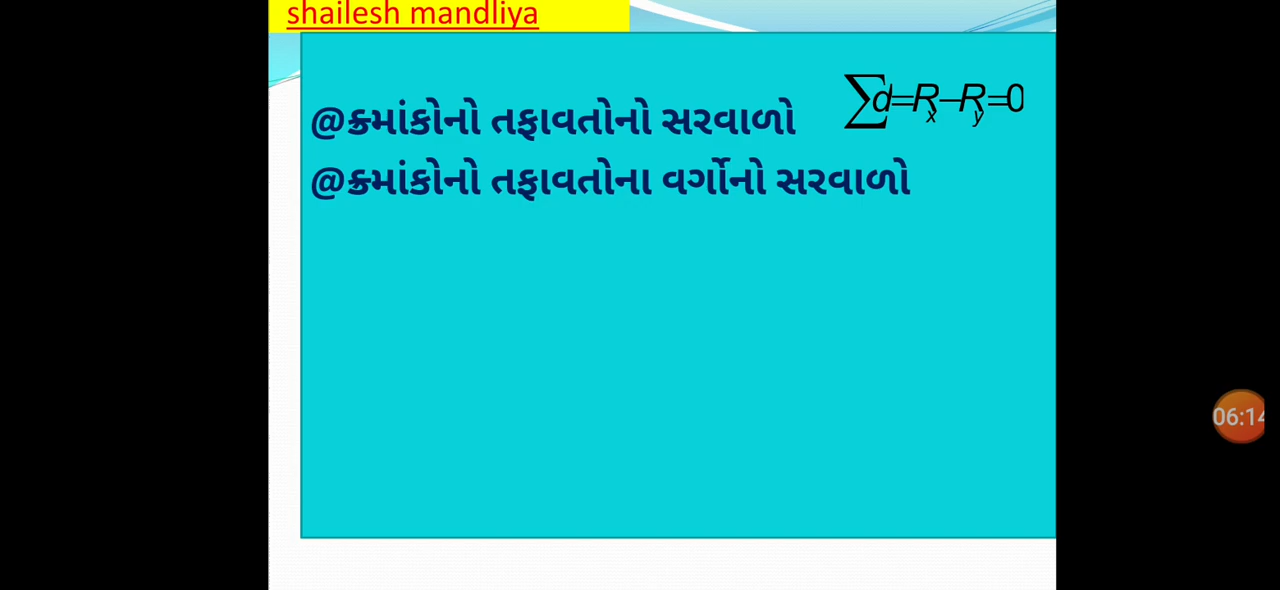 shailesh mandliya
@ક્રમાંકોનો તફાવતોનો સરવાળો ∑d=Rx−Ry=0
@ક્રમાંકોનો તફાવતોના વર્ગોનો સરવાળો
06:14